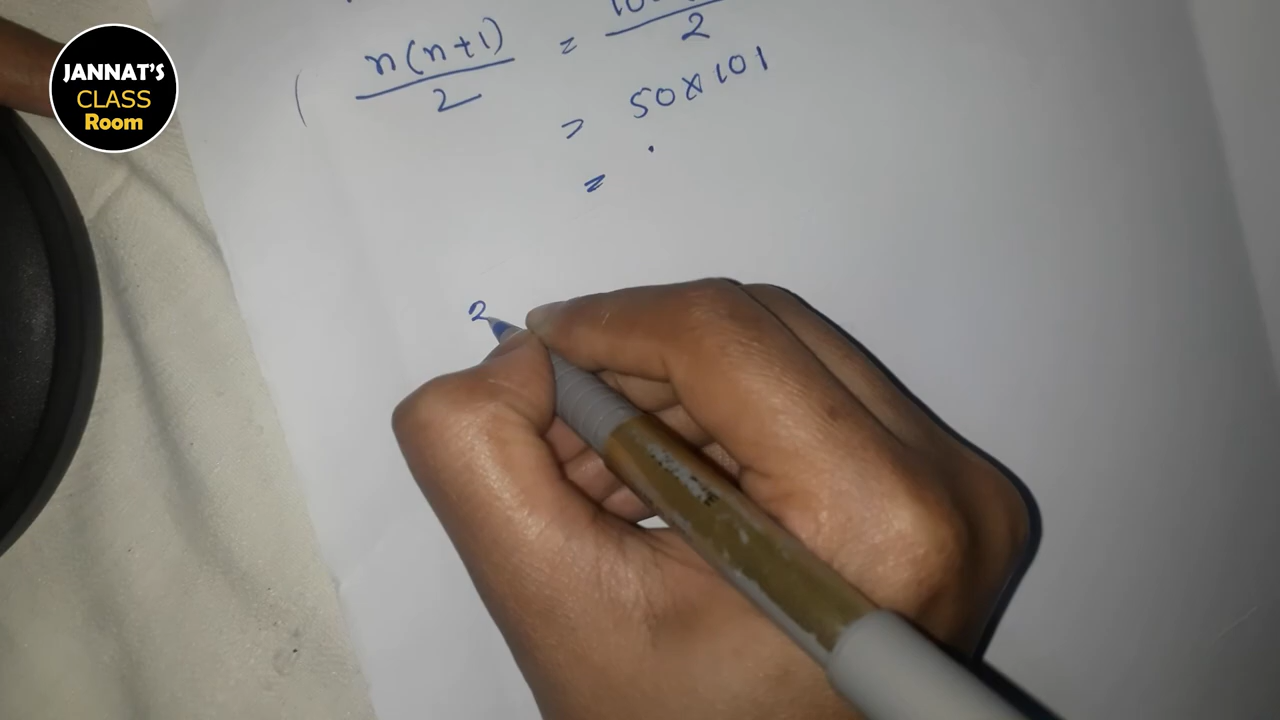 JANNAT'S
CLASS
Room
n(n+1)/2 = /2
= 50×101
=
2